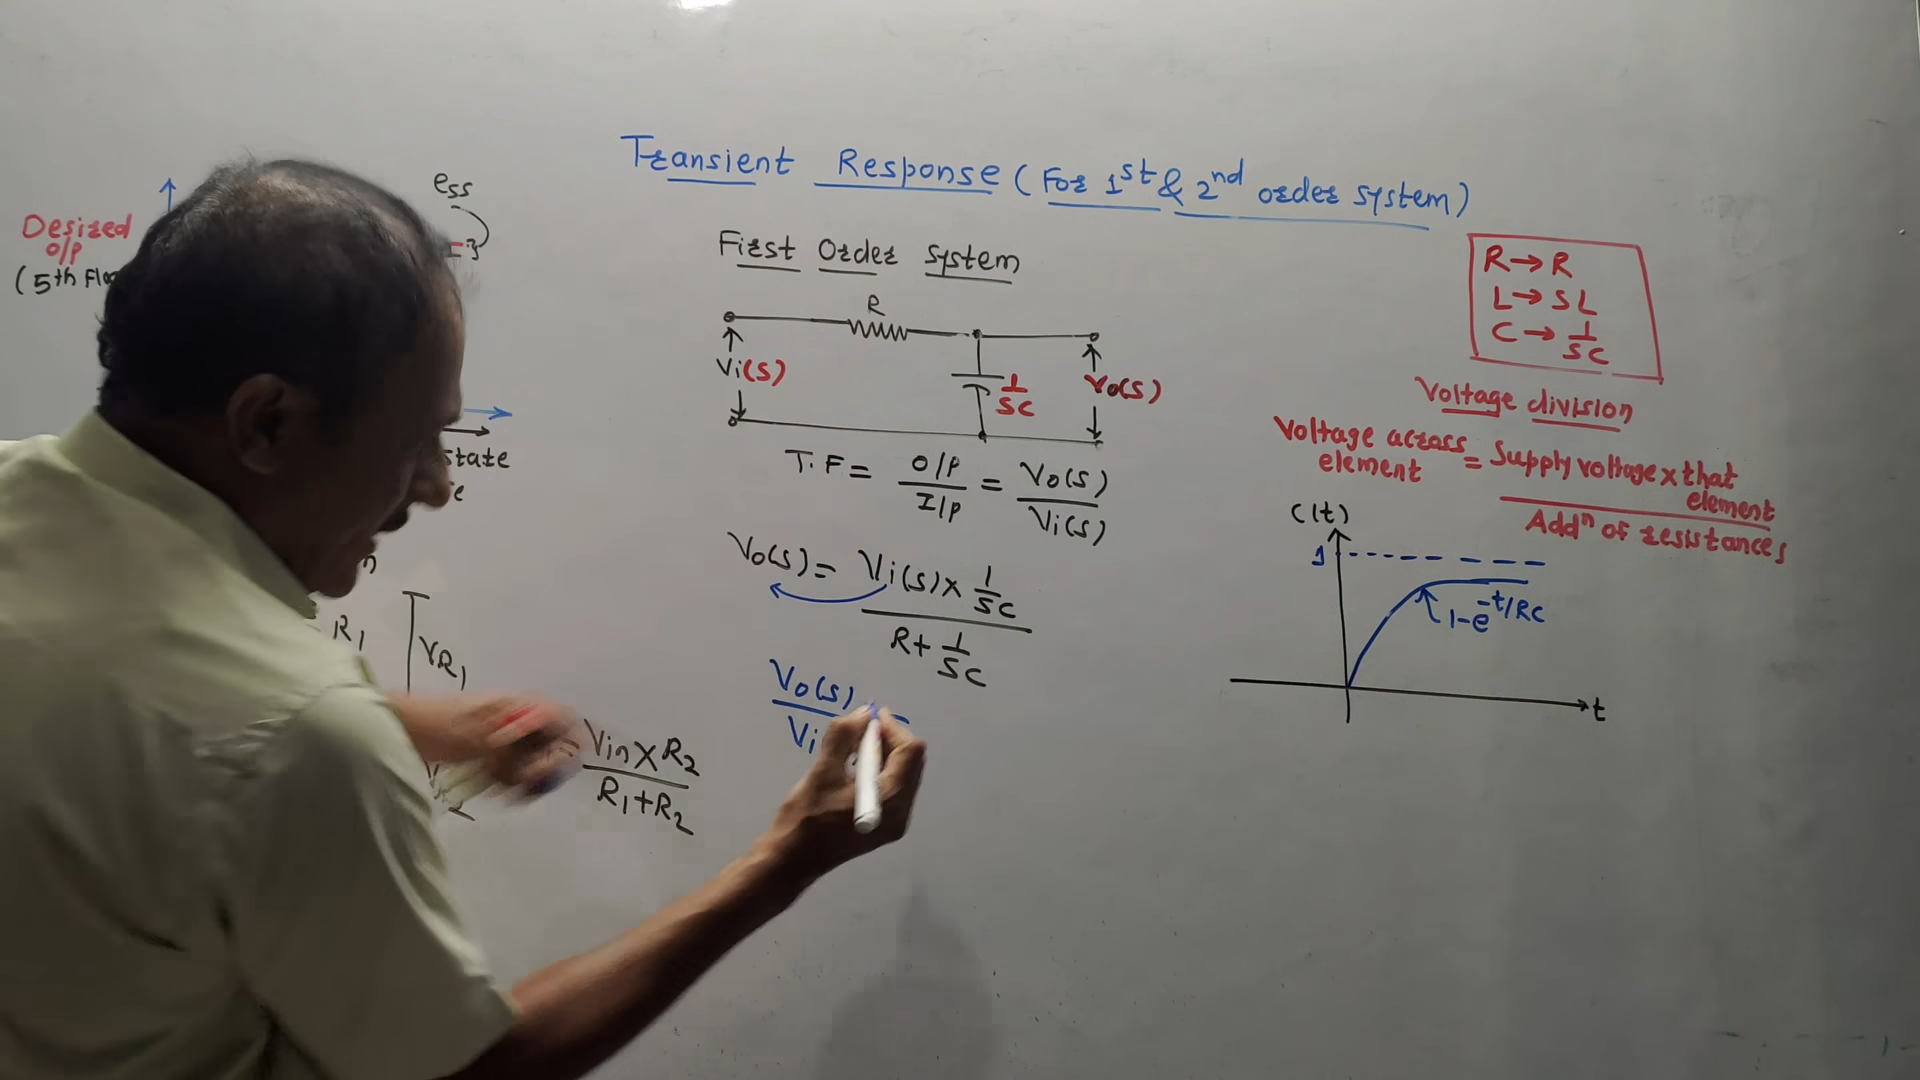 Transient Response (For 1st & 2nd order system)
ess
Desired
o/p
(5th Flo
state
R1
VR1
Vin X R2
R1+R2
First Order system
R
Vi(s)
1
SC
Vo(s)
T.F = O/P = Vo(s)
I/P Vi(s)
Vo(s) = Vi(s) x 1/SC
R + 1/SC
Vo(s)
Vi
R → R
L → SL
C → 1/SC
Voltage division
Voltage across element = Supply voltage x that element
Addn of resistances
C(t)
1
1-e^-t/RC
t